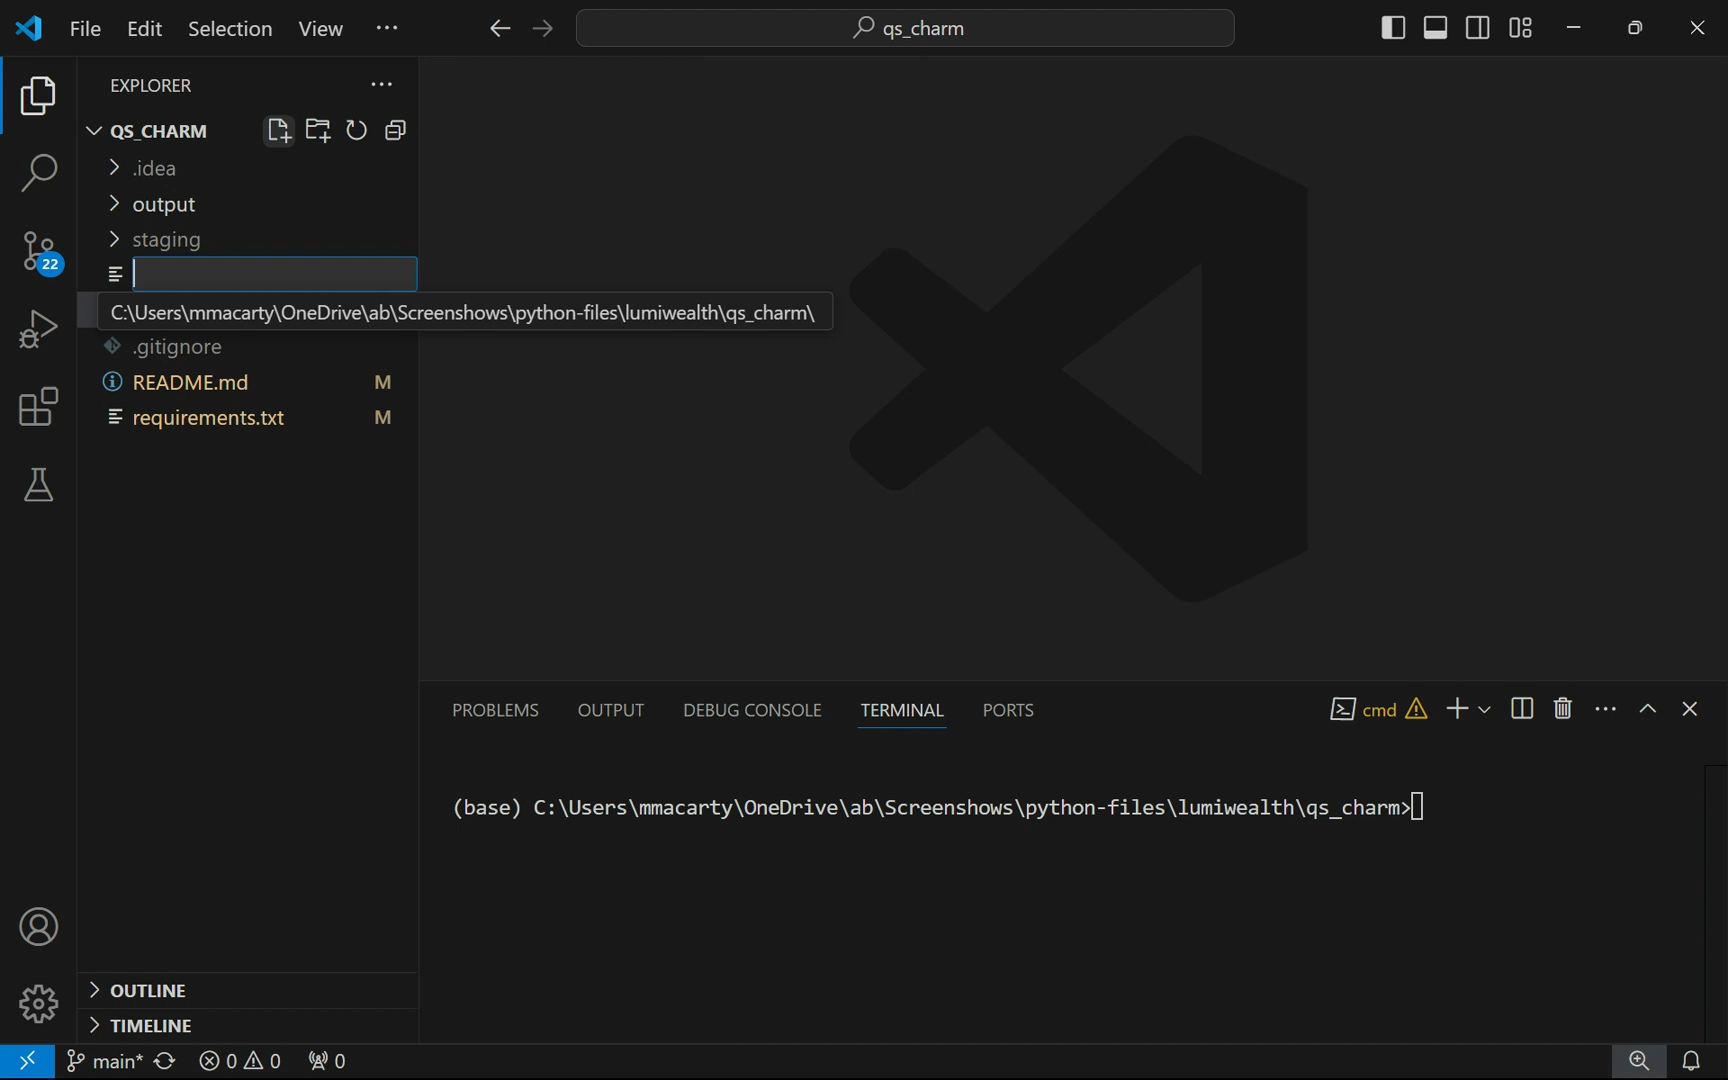 File Edit Selection View ··· qs_charm
EXPLORER ···
QS_CHARM
.idea
output
staging
C:\Users\mmacarty\OneDrive\ab\Screenshows\python-files\lumiwealth\qs_charm\
.gitignore
README.md M
requirements.txt M
22
PROBLEMS OUTPUT DEBUG CONSOLE TERMINAL PORTS cmd
(base) C:\Users\mmacarty\OneDrive\ab\Screenshows\python-files\lumiwealth\qs_charm>
OUTLINE
TIMELINE
main* 0 0 0